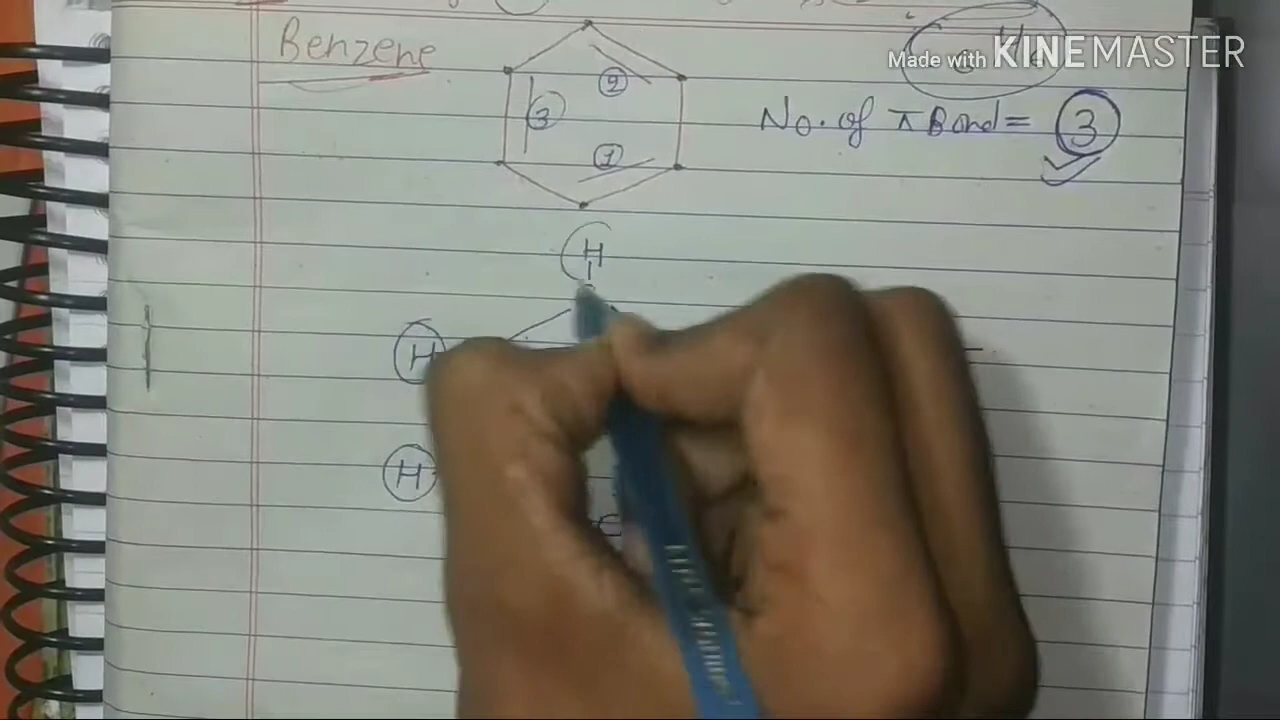 Benzene
Made with KINEMASTER
②
③
No. of π Bond = ③
①
H
H
H